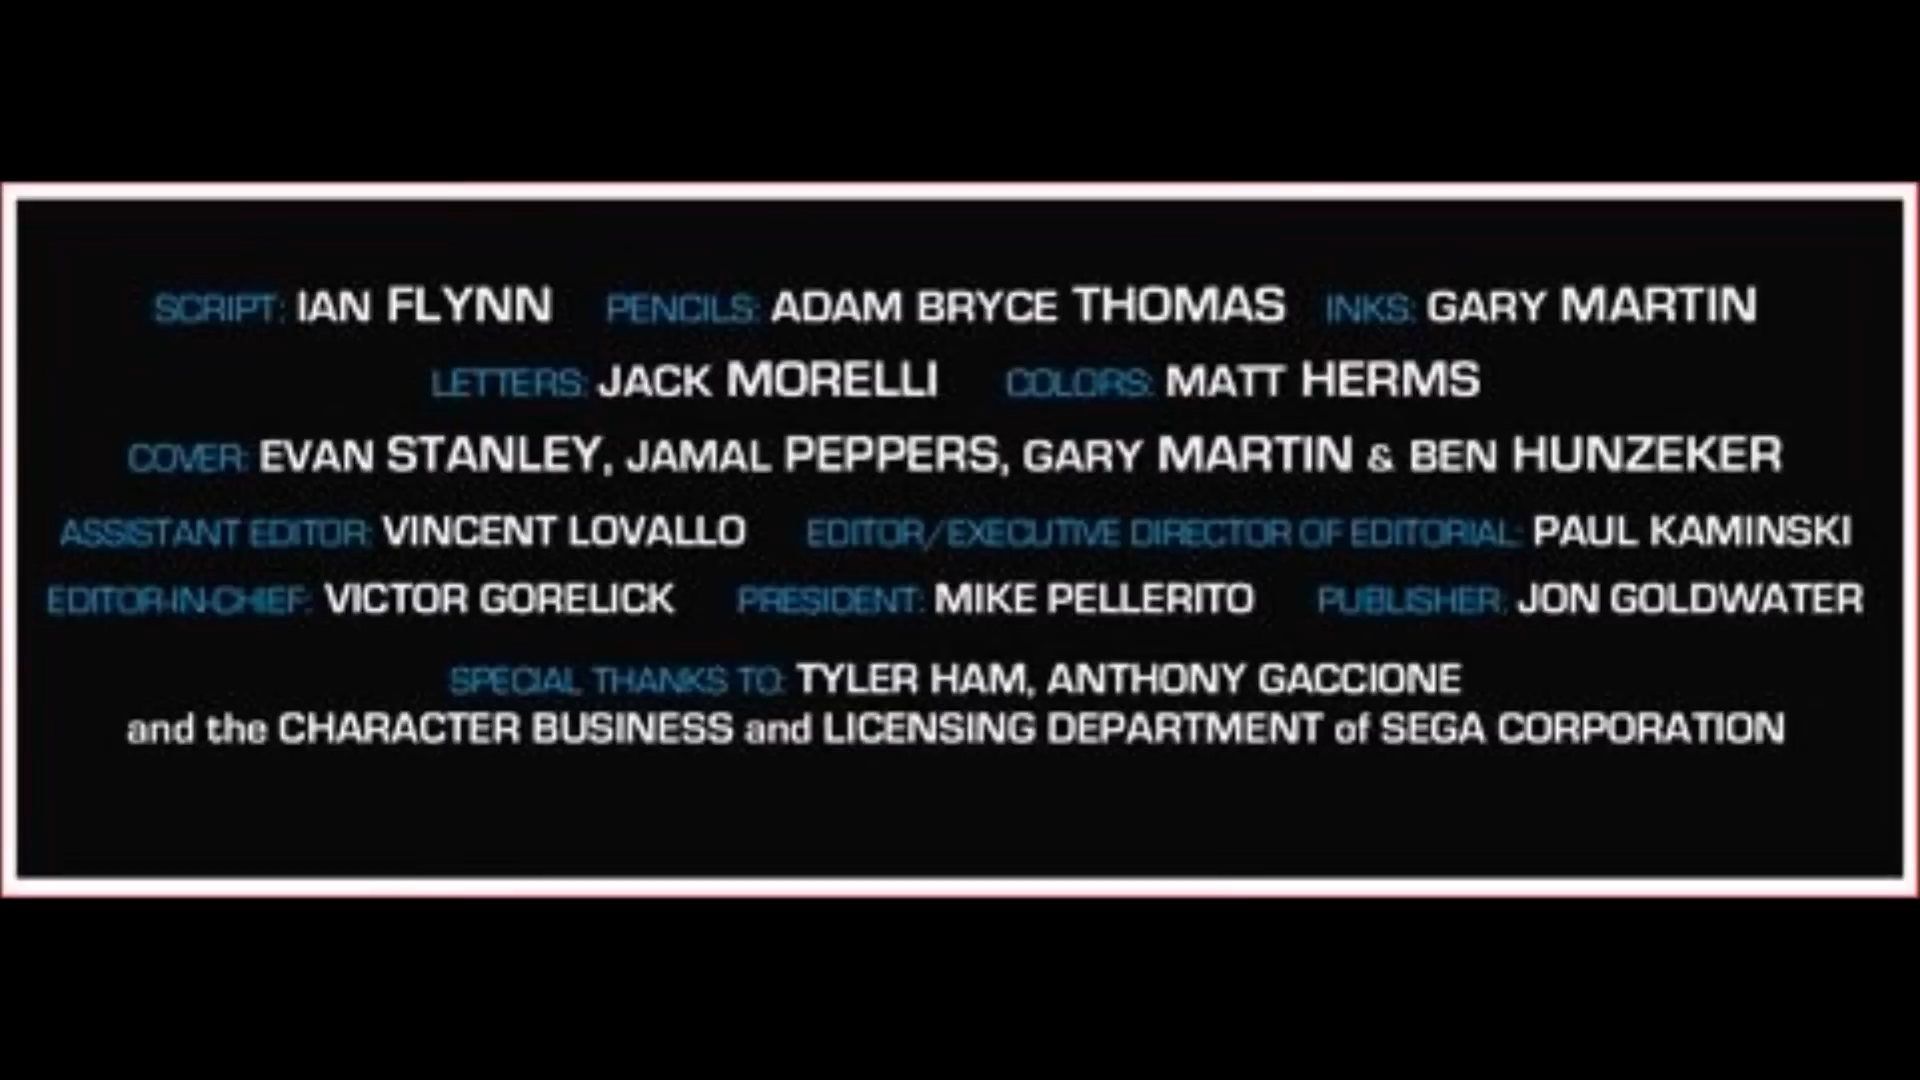 SCRIPT: IAN FLYNN PENCILS: ADAM BRYCE THOMAS INKS: GARY MARTIN
LETTERS: JACK MORELLI COLORS: MATT HERMS
COVER: EVAN STANLEY, JAMAL PEPPERS, GARY MARTIN & BEN HUNZEKER
ASSISTANT EDITOR: VINCENT LOVALLO EDITOR/EXECUTIVE DIRECTOR OF EDITORIAL: PAUL KAMINSKI
EDITOR-IN-CHIEF: VICTOR GORELICK PRESIDENT: MIKE PELLERITO PUBLISHER: JON GOLDWATER
SPECIAL THANKS TO: TYLER HAM, ANTHONY GACCIONE
and the CHARACTER BUSINESS and LICENSING DEPARTMENT of SEGA CORPORATION